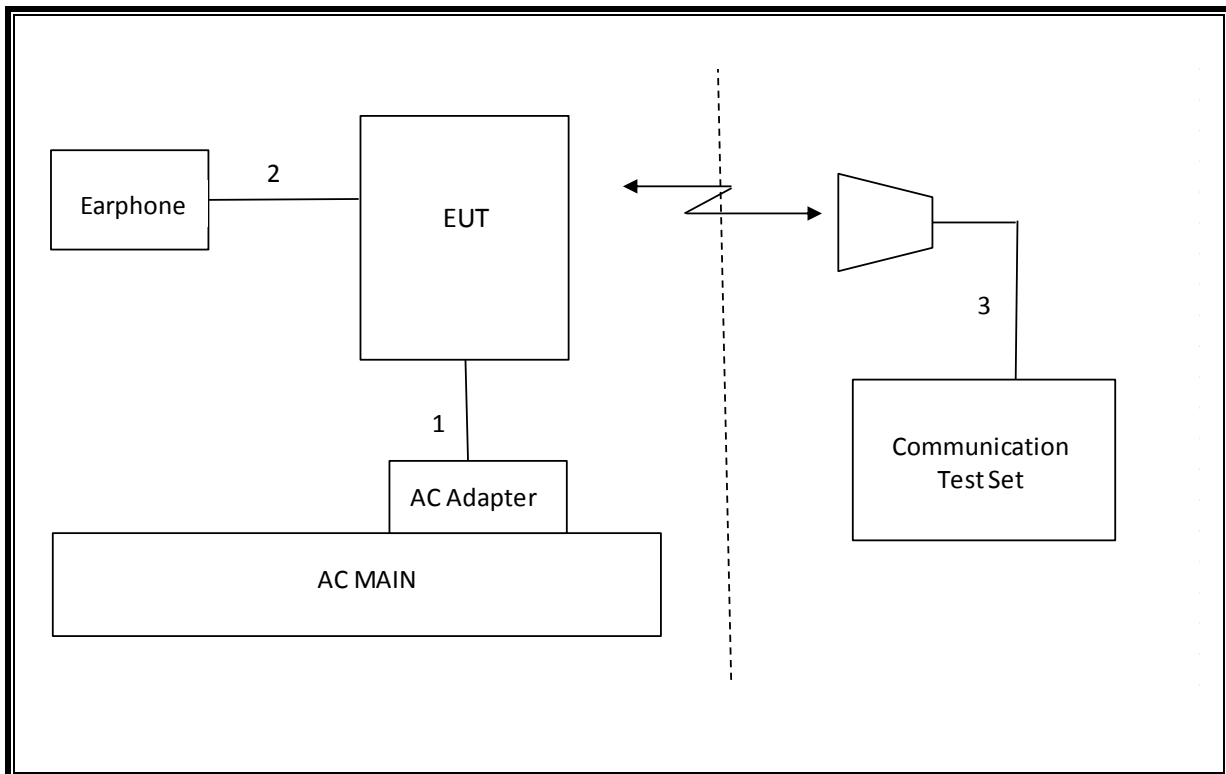 2
Earphone
EUT
3
1
Communication
Test Set
AC Adapter
AC MAIN